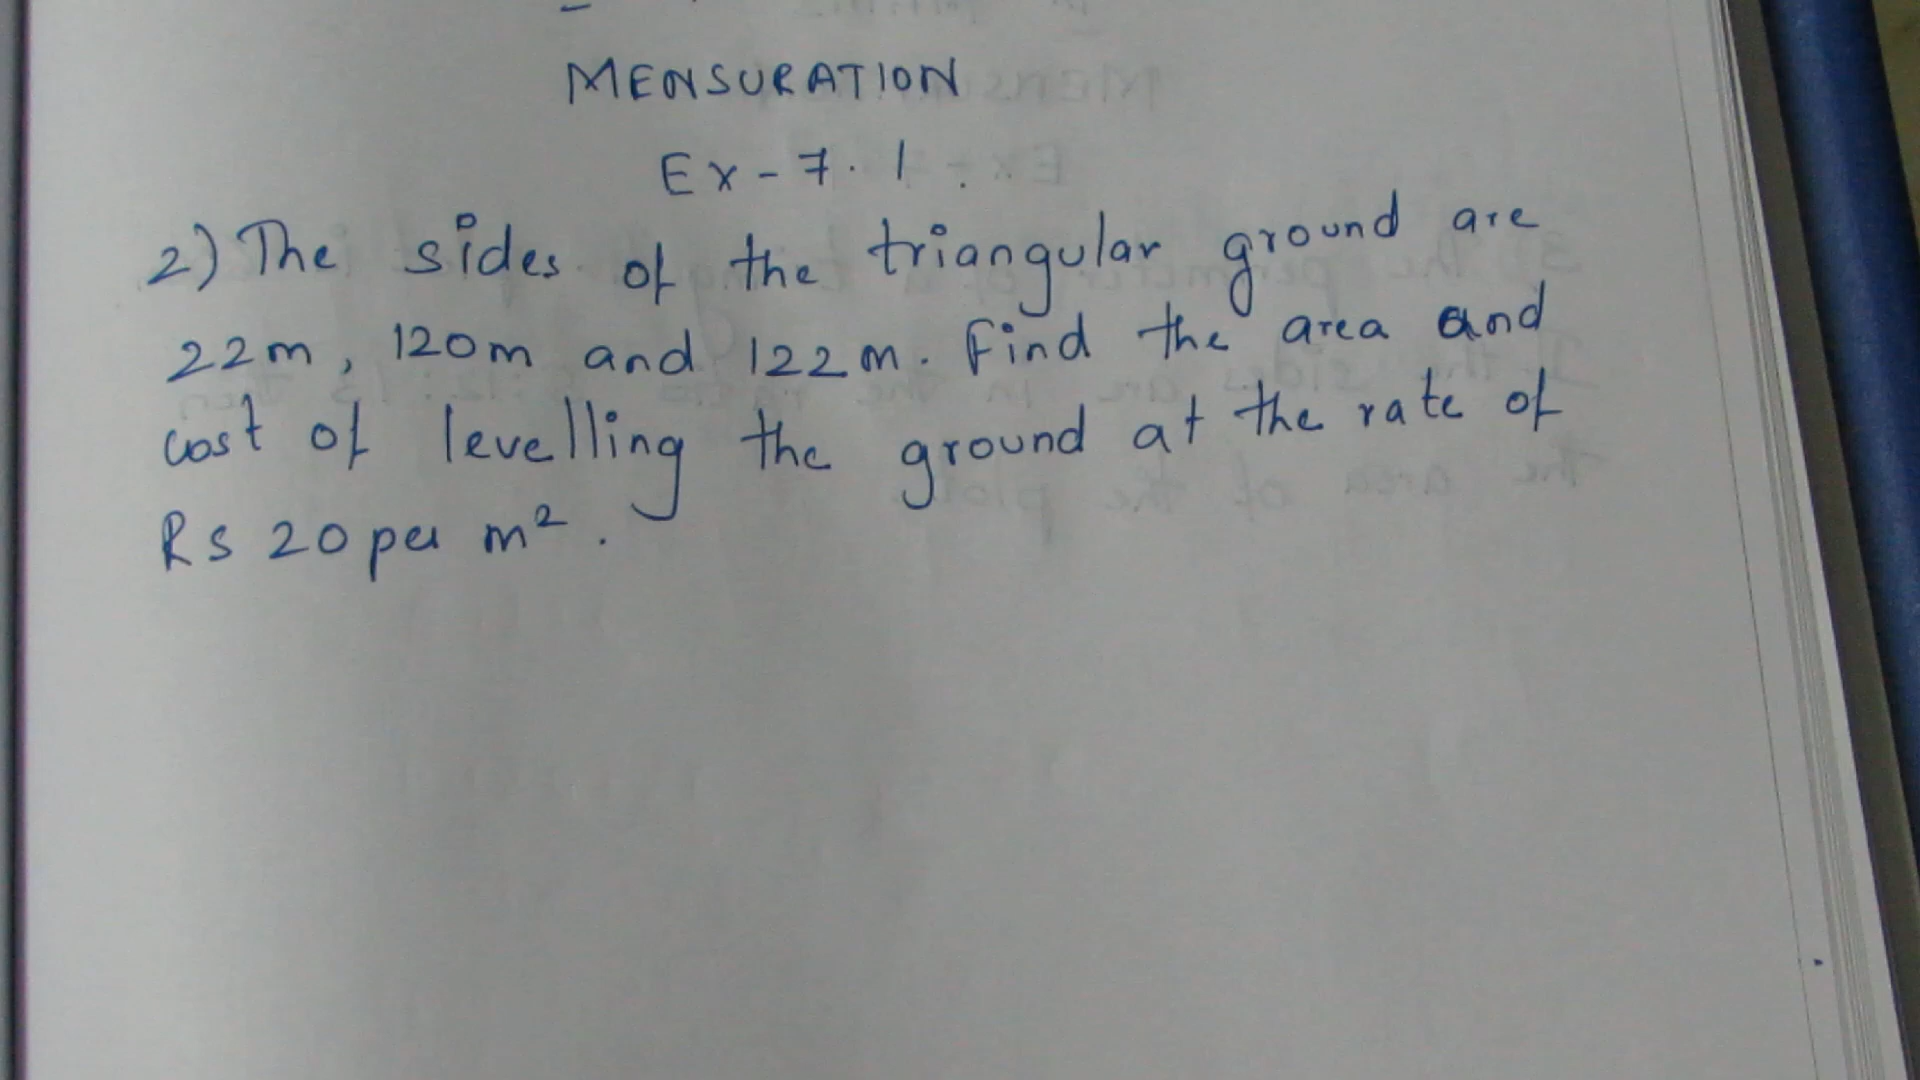 MENSURATION
Ex-7.1.
2) The sides of the triangular ground are
22m, 120m and 122m. Find the area and
cost of levelling the ground at the rate of
Rs 20 per m².